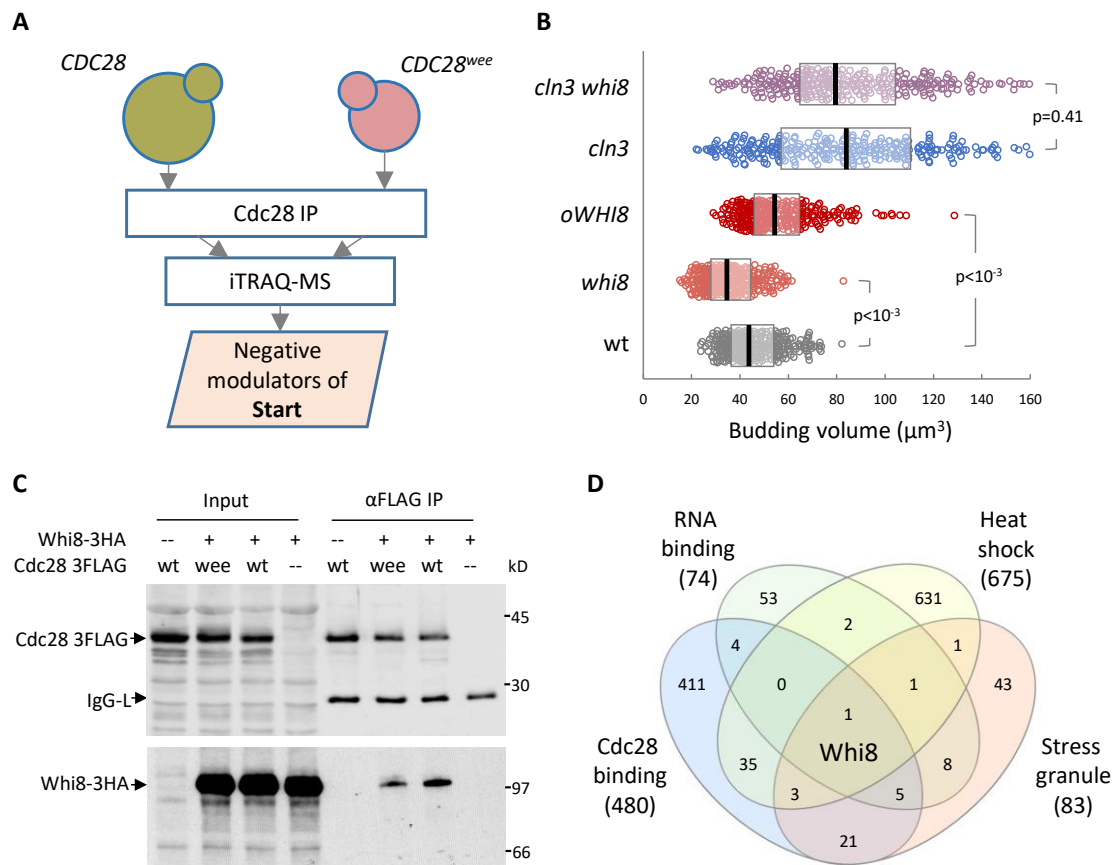 A
CDC28
CDC28wee
Cdc28 IP
iTRAQ-MS
Negative
modulators of
Start
B
cln3 whi8
cln3
oWHI8
whi8
wt
p=0.41
p<10-3
p<10-3
0 20 40 60 80 100 120 140 160
Budding volume (µm3)
C
Input αFLAG IP
Whi8-3HA -- + + + -- + + +
Cdc28 3FLAG wt wee wt -- wt wee wt -- kD
45
Cdc28 3FLAG
30
IgG-L
Whi8-3HA
97
66
D
RNA
binding
(74)
Heat
shock
(675)
53 631
4 2 1
411 0 1 43
1
Whi8
35 8
3 5
21
Cdc28
binding
(480)
Stress
granule
(83)